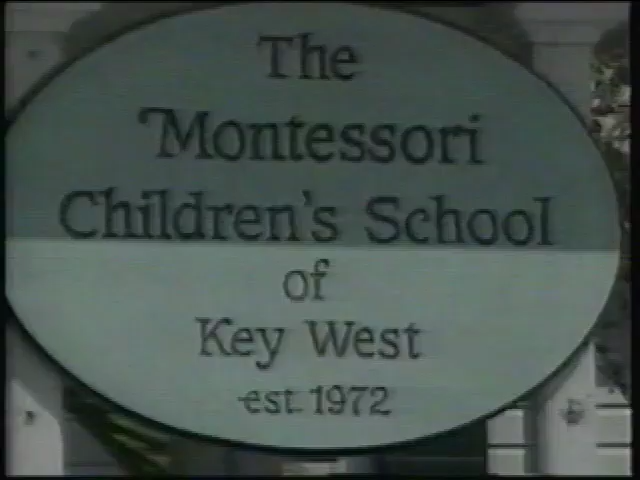 The
Montessori
Children's School
of
Key West
est. 1972